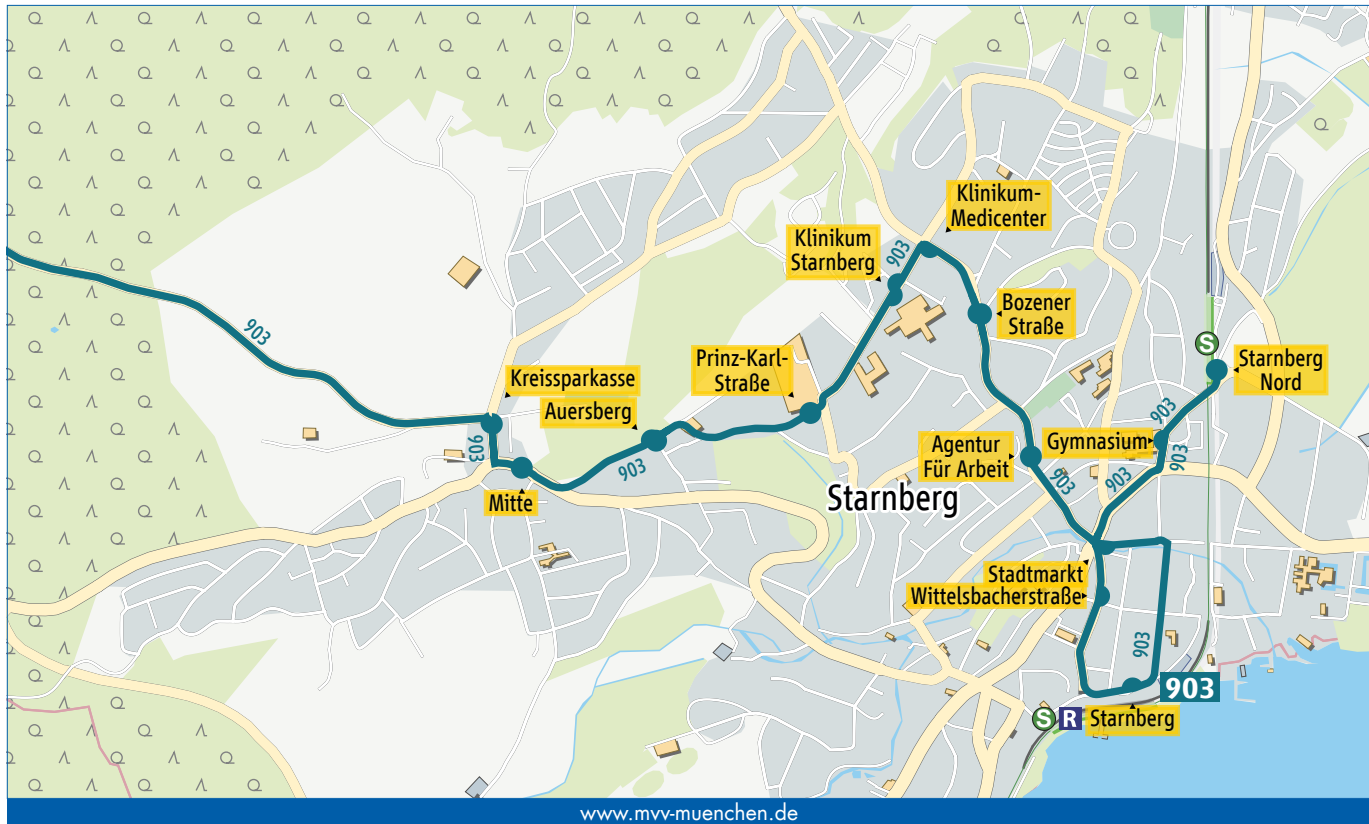 Klinikum-
Medicenter
Klinikum
Starnberg
903
903
Bozener
Straße
Prinz-Karl-
Straße
Starnberg
Nord
S
Kreissparkasse
Auersberg
903
Gymnasium
903
903
903
903
Agentur
Für Arbeit
903
903
Mitte
Starnberg
Stadtmarkt
Wittelsbacherstraße
903
903
S R Starnberg
www.mvv-muenchen.de